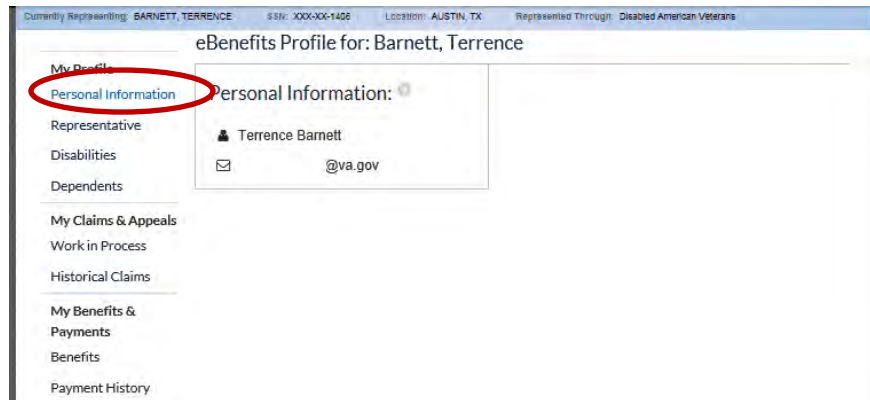 Currently Representing: BARNETT, TERRENCE SSN: XXX-XX-1406 Location: AUSTIN, TX Represented Through: Disabled American Veterans
eBenefits Profile for: Barnett, Terrence
My Profile
Personal Information
Representative
Disabilities
Dependents
My Claims & Appeals
Work in Process
Historical Claims
My Benefits &
Payments
Benefits
Payment History
Personal Information:
Terrence Barnett
@va.gov